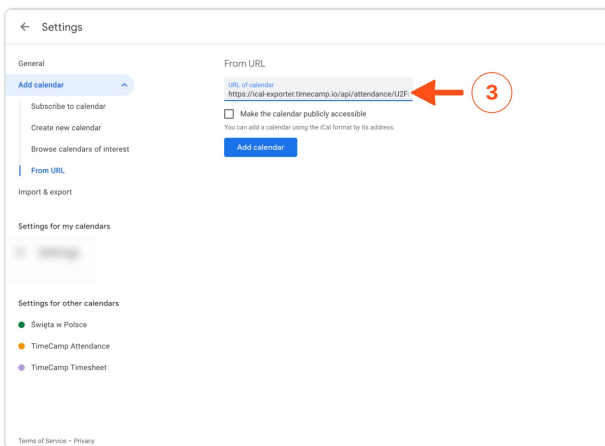 Settings
General
Add calendar
Subscribe to calendar
Create new calendar
Browse calendars of interest
From URL
Import & export
Settings for my calendars
Settings for other calendars
Święta w Polsce
TimeCamp Attendance
TimeCamp Timesheet
Terms of Service – Privacy
From URL
URL of calendar
https://ical-exporter.timecamp.io/api/attendance/U2F
Make the calendar publicly accessible
You can add a calendar using the iCal format by its address.
Add calendar
3